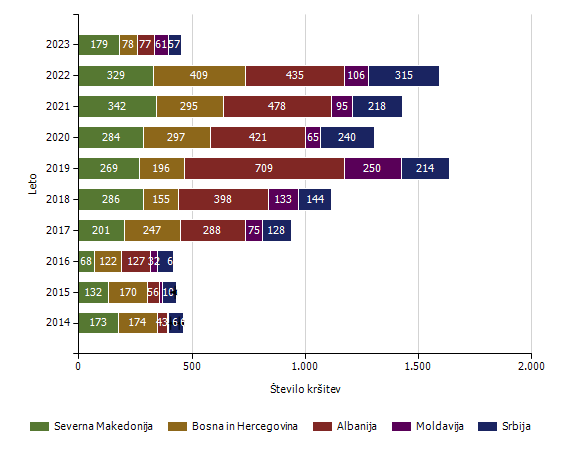 2023 179 78 77 61 57
2022 329 409 435 106 315
2021 342 295 478 95 218
2020 284 297 421 65 240
2019 269 196 709 250 214
2018 286 155 398 133 144
2017 201 247 288 75 128
2016 68 122 127 32
2015 132 170 56
2014 173 174 43
Leto
0 500 1.000 1.500 2.000
Število kršitev
Severna Makedonija Bosna in Hercegovina Albanija Moldavija Srbija